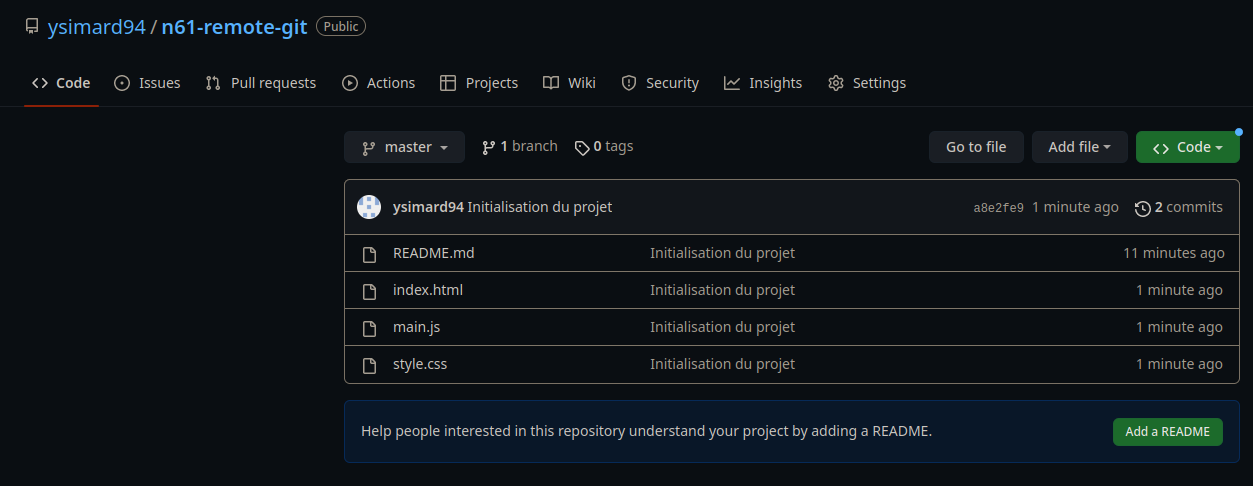 ysimard94 / n61-remote-git Public
Code Issues Pull requests Actions Projects Wiki Security Insights Settings
master 1 branch 0 tags Go to file Add file Code
ysimard94 Initialisation du projet a8e2fe9 1 minute ago 2 commits
README.md Initialisation du projet 11 minutes ago
index.html Initialisation du projet 1 minute ago
main.js Initialisation du projet 1 minute ago
style.css Initialisation du projet 1 minute ago
Help people interested in this repository understand your project by adding a README. Add a README